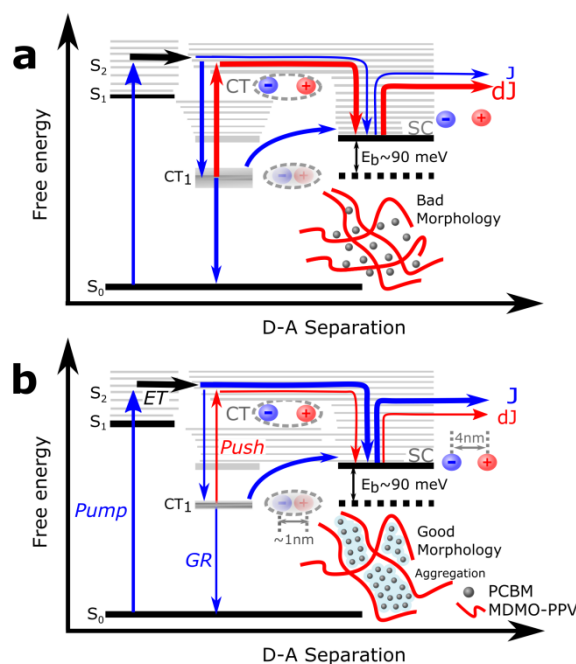 a
Free energy
S2
S1
CT
- +
J
dJ
SC
- +
Eb~90 meV
CT1
- +
Bad
Morphology
S0
D-A Separation
b
Free energy
S2
ET
S1
CT
- +
J
dJ
Push
SC
4nm
- +
Pump
Eb~90 meV
CT1
- +
~1nm
GR
Good
Morphology
Aggregation
PCBM
MDMO-PPV
S0
D-A Separation